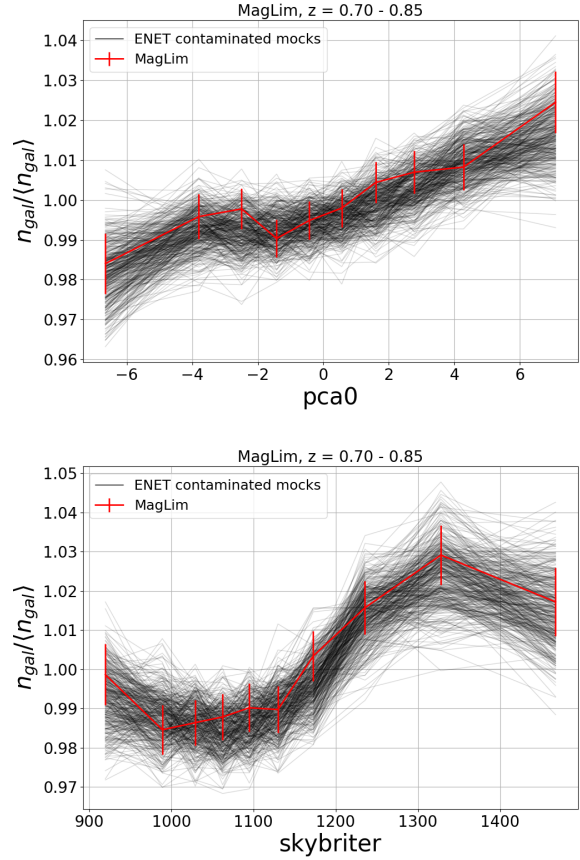 MagLim, z = 0.70 - 0.85
ENET contaminated mocks
MagLim
1.04
1.03
1.02
1.01
1.00
0.99
0.98
0.97
0.96
n_gal/⟨n_gal⟩
−6 −4 −2 0 2 4 6
pca0
MagLim, z = 0.70 - 0.85
ENET contaminated mocks
MagLim
1.05
1.04
1.03
1.02
1.01
1.00
0.99
0.98
0.97
n_gal/⟨n_gal⟩
900 1000 1100 1200 1300 1400
skybriter